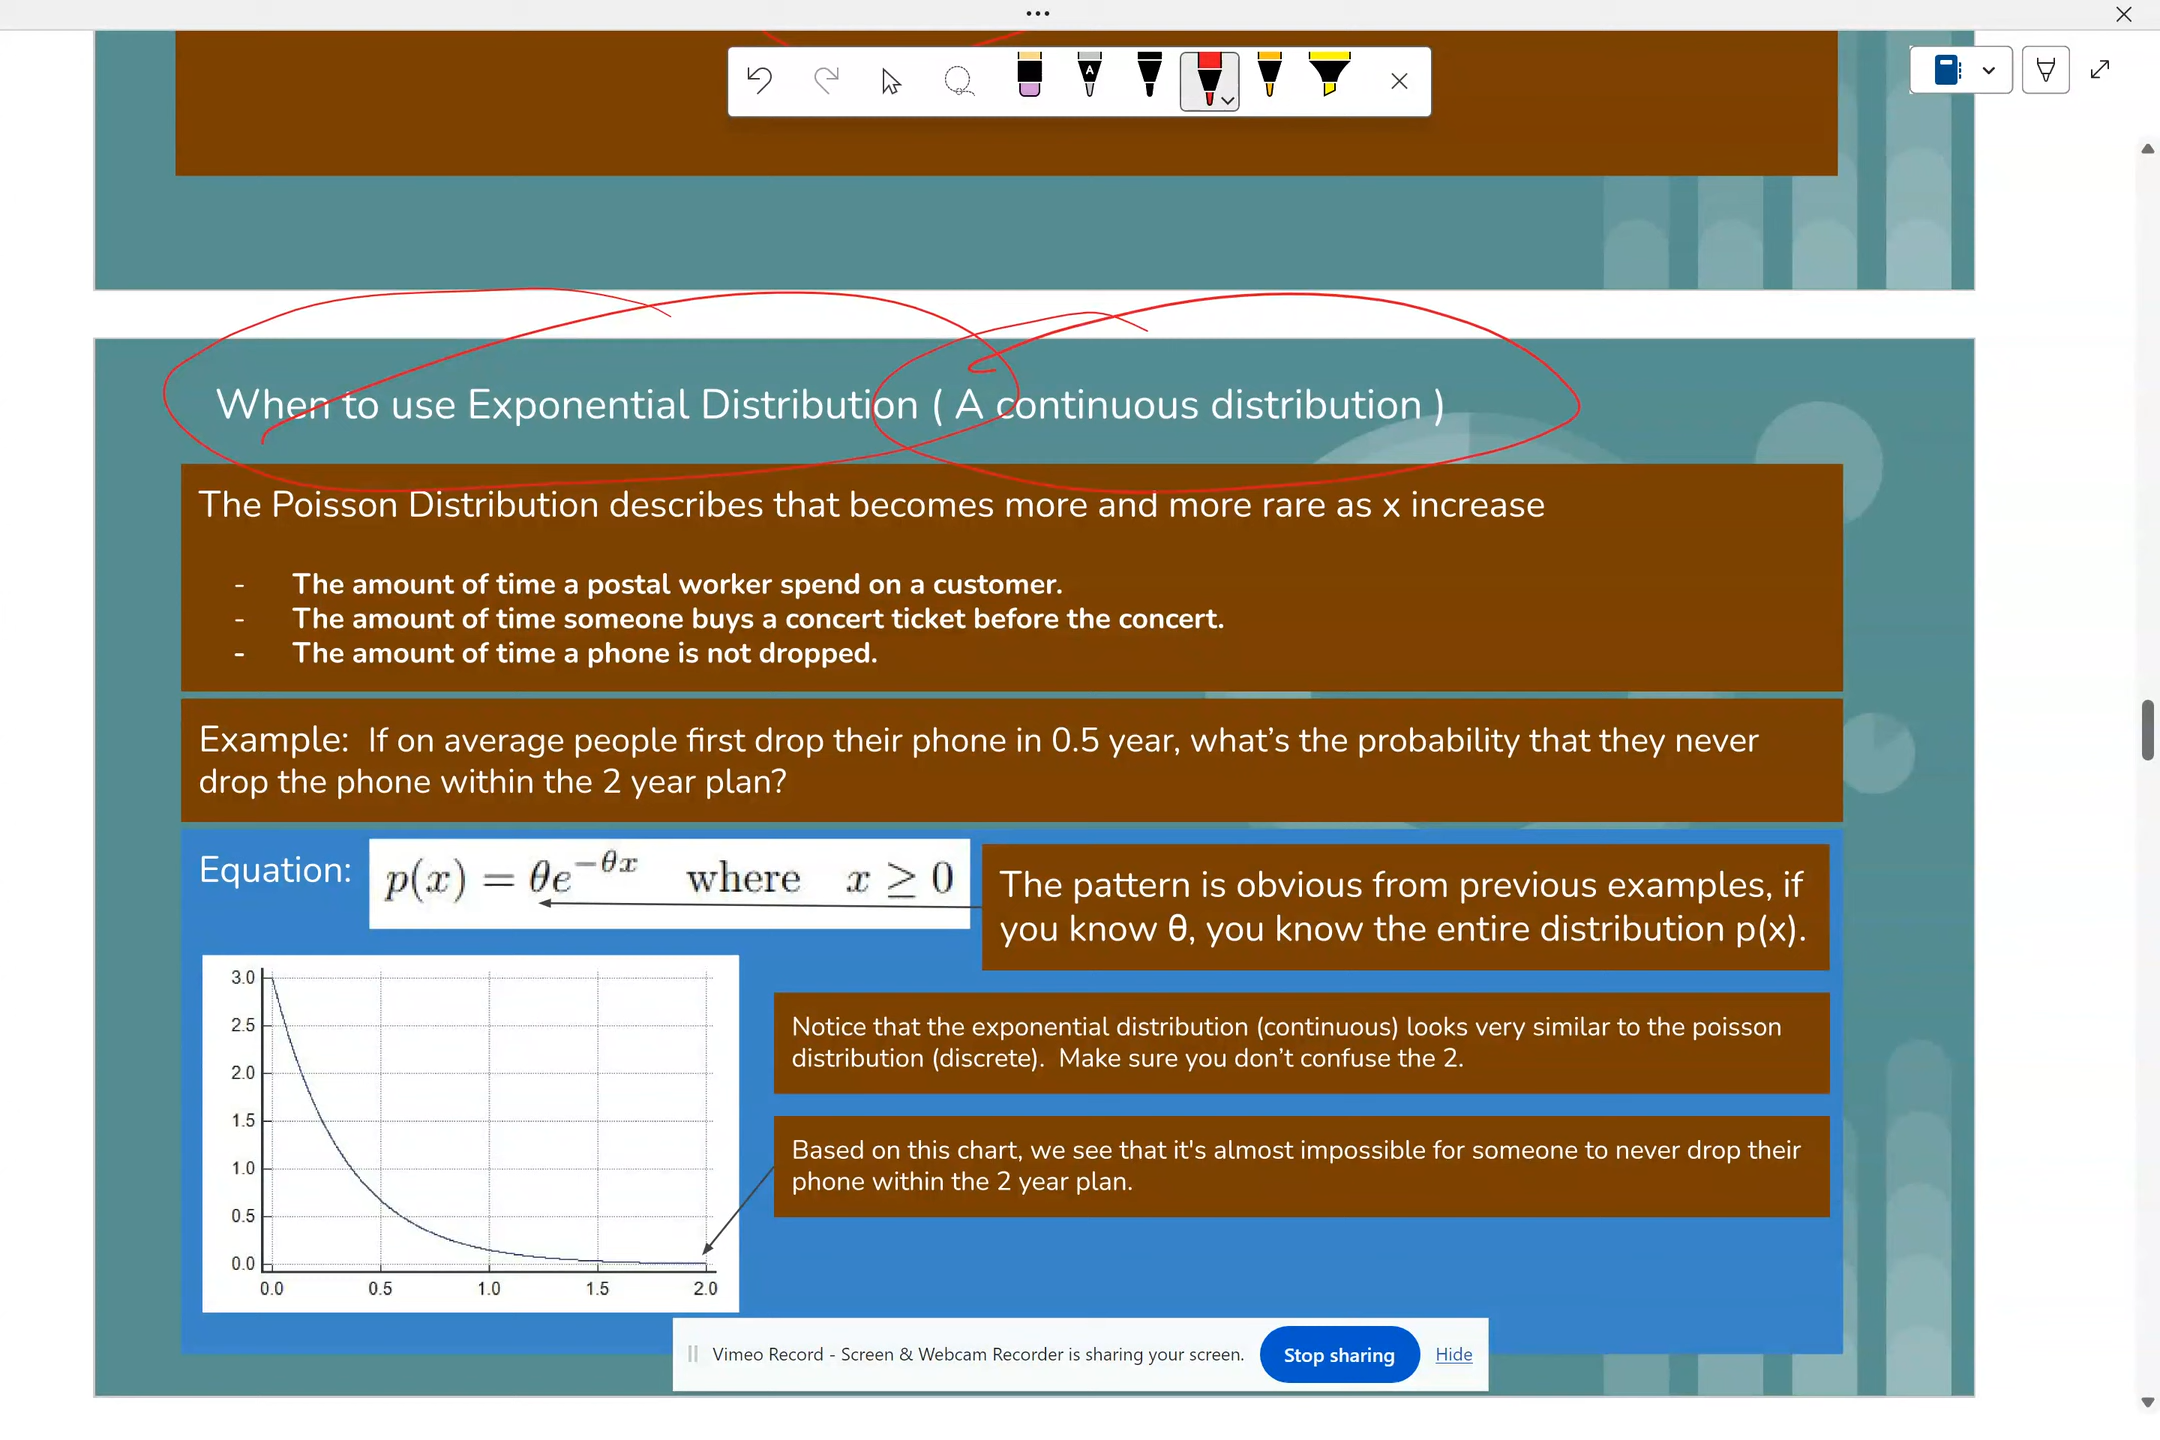 A
When to use Exponential Distribution ( A continuous distribution )
The Poisson Distribution describes that becomes more and more rare as x increase
- The amount of time a postal worker spend on a customer.
- The amount of time someone buys a concert ticket before the concert.
- The amount of time a phone is not dropped.
Example: If on average people first drop their phone in 0.5 year, what's the probability that they never
drop the phone within the 2 year plan?
Equation: p(x) = θe^{−θx} where x ≥ 0
The pattern is obvious from previous examples, if
you know θ, you know the entire distribution p(x).
3.0
2.5
2.0
1.5
1.0
0.5
0.0
0.0 0.5 1.0 1.5 2.0
Notice that the exponential distribution (continuous) looks very similar to the poisson
distribution (discrete). Make sure you don't confuse the 2.
Based on this chart, we see that it's almost impossible for someone to never drop their
phone within the 2 year plan.
Vimeo Record - Screen & Webcam Recorder is sharing your screen. Stop sharing Hide